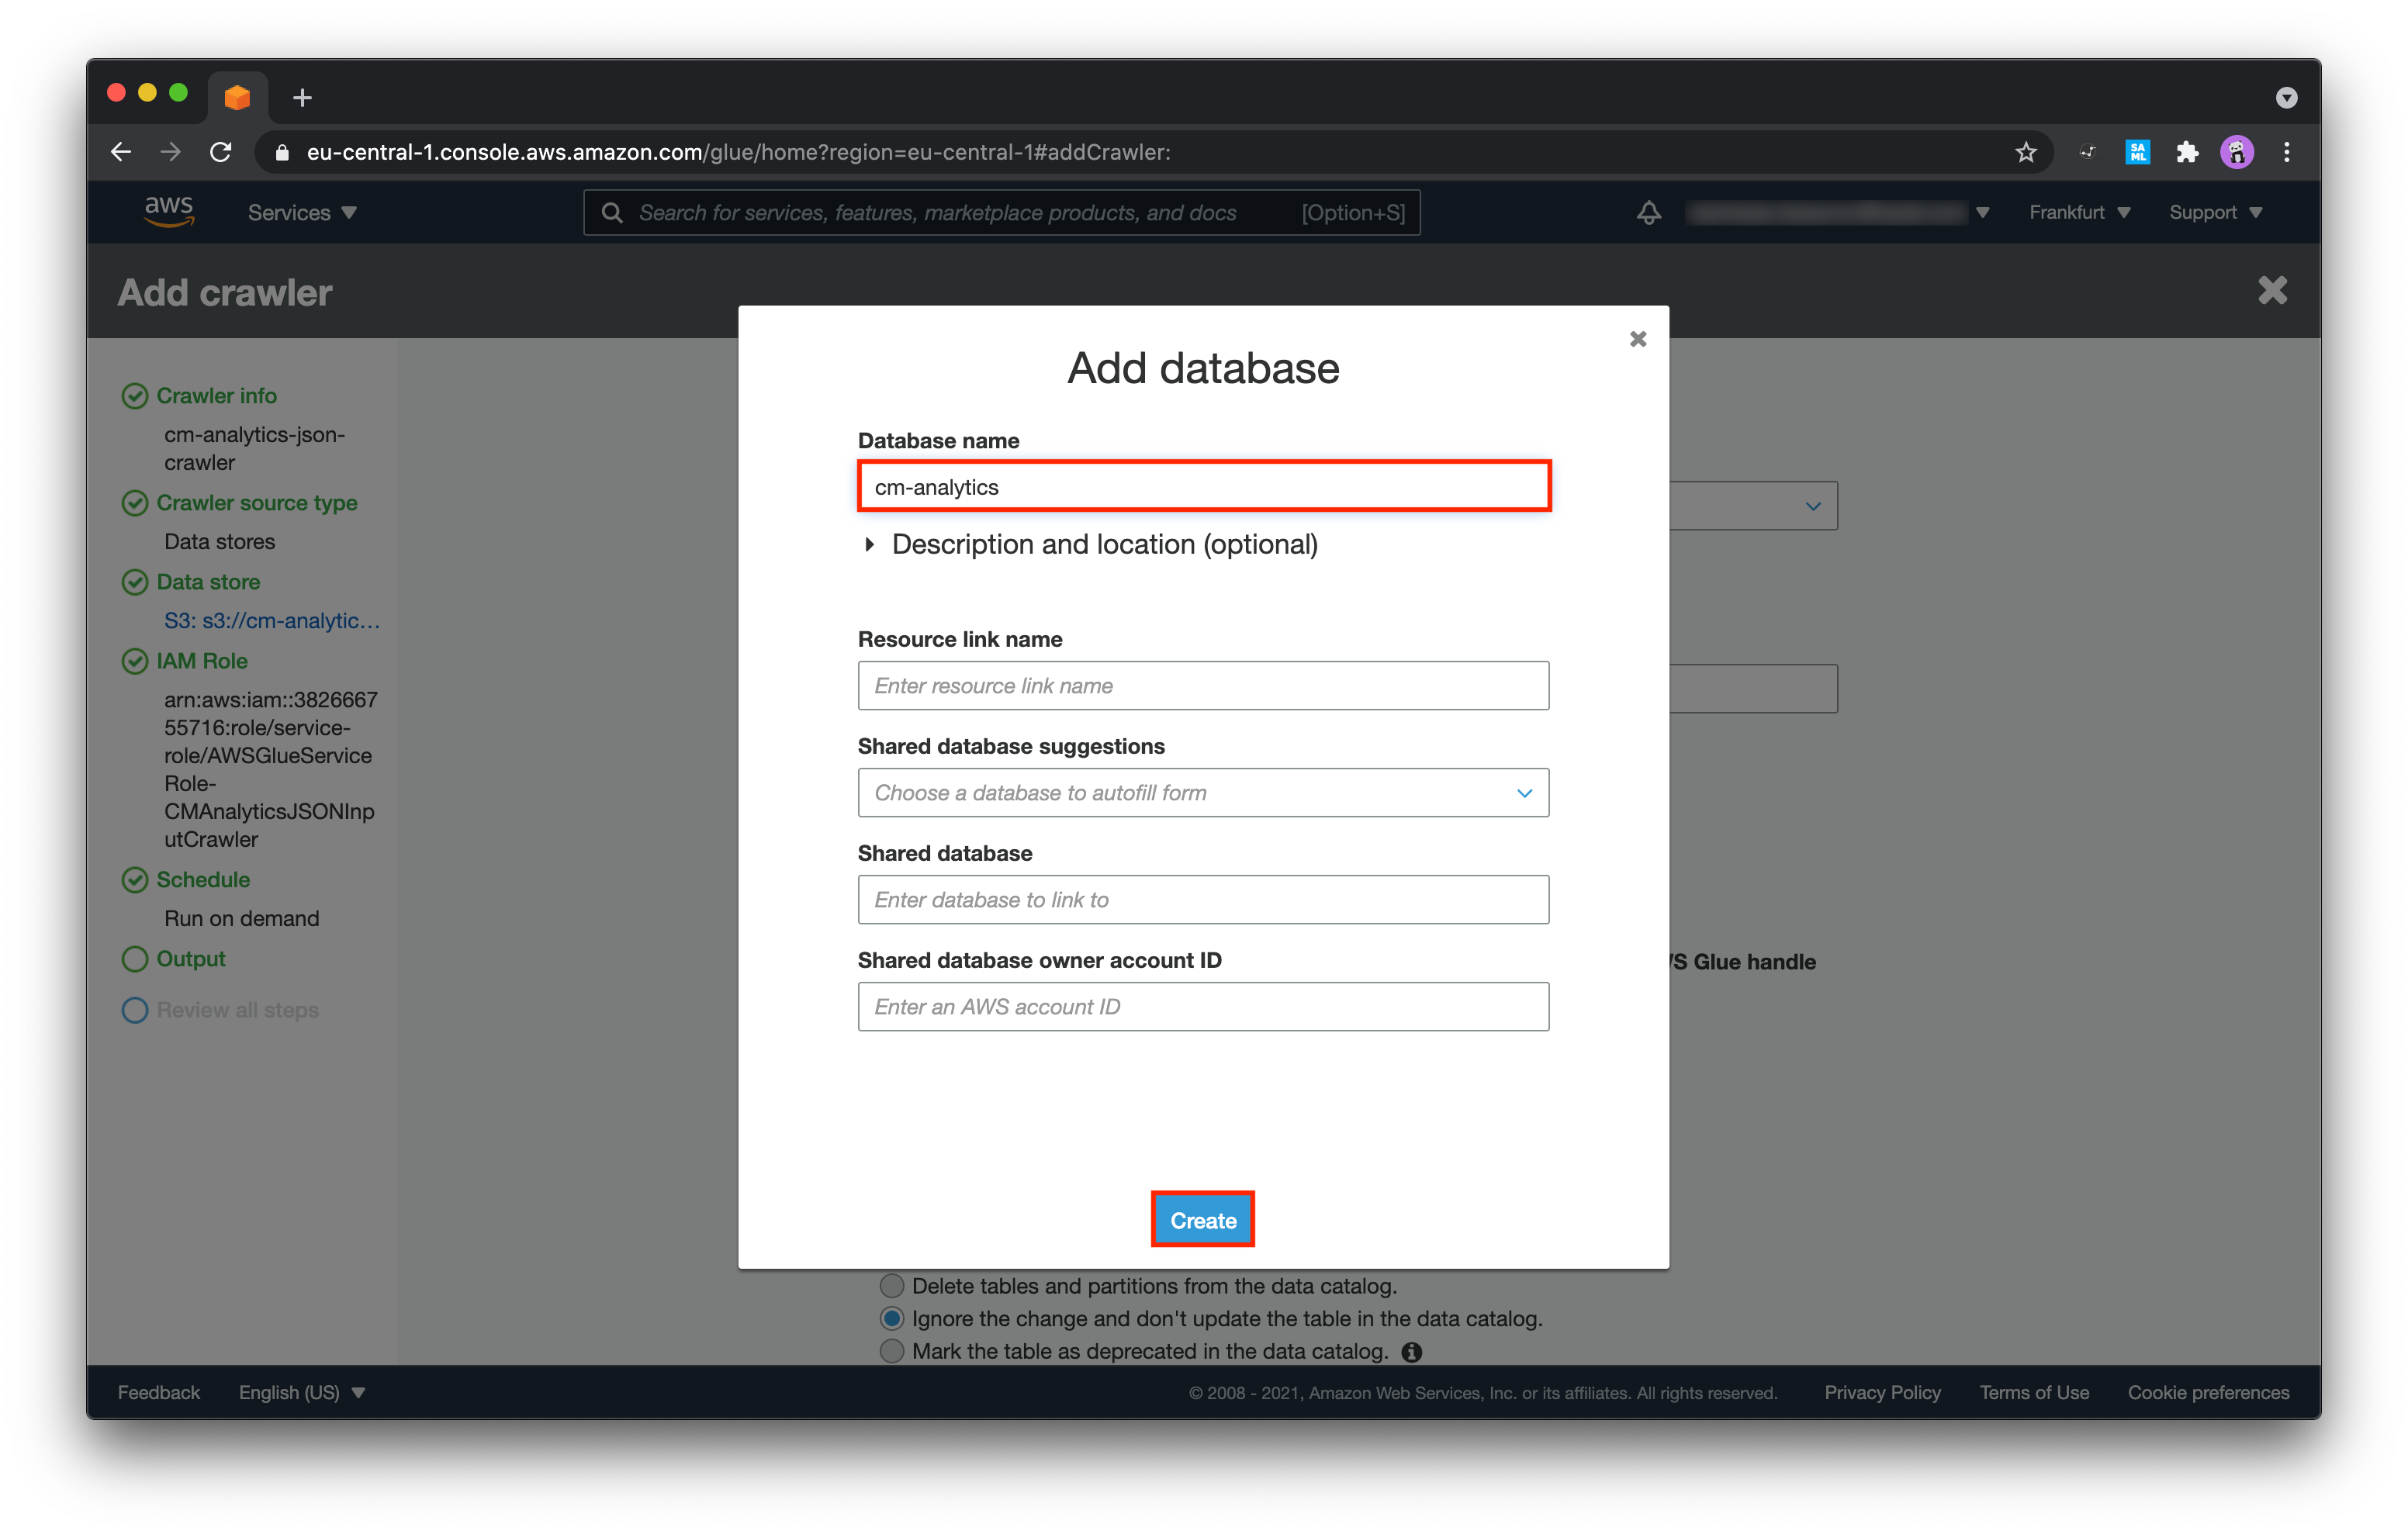 eu-central-1.console.aws.amazon.com/glue/home?region=eu-central-1#addCrawler:
SA
ML
aws
Services
Search for services, features, marketplace products, and docs
[Option+S]
Frankfurt
Support
Add crawler
Crawler info
cm-analytics-json-
crawler
Crawler source type
Data stores
Data store
S3: s3://cm-analytic…
IAM Role
arn:aws:iam::3826667
55716:role/service-
role/AWSGlueService
Role-
CMAnalyticsJSONInp
utCrawler
Schedule
Run on demand
Output
Review all steps
Add database
Database name
cm-analytics
Description and location (optional)
Resource link name
Enter resource link name
Shared database suggestions
Choose a database to autofill form
Shared database
Enter database to link to
Shared database owner account ID
Enter an AWS account ID
Create
S Glue handle
Delete tables and partitions from the data catalog.
Ignore the change and don't update the table in the data catalog.
Mark the table as deprecated in the data catalog.
Feedback
English (US)
© 2008 - 2021, Amazon Web Services, Inc. or its affiliates. All rights reserved.
Privacy Policy
Terms of Use
Cookie preferences